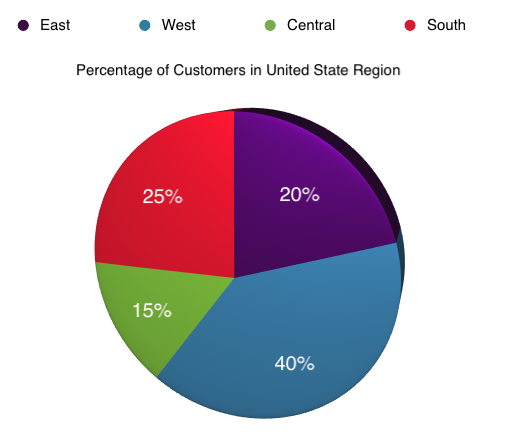 East West Central South
Percentage of Customers in United State Region
25% 20%
15%
40%